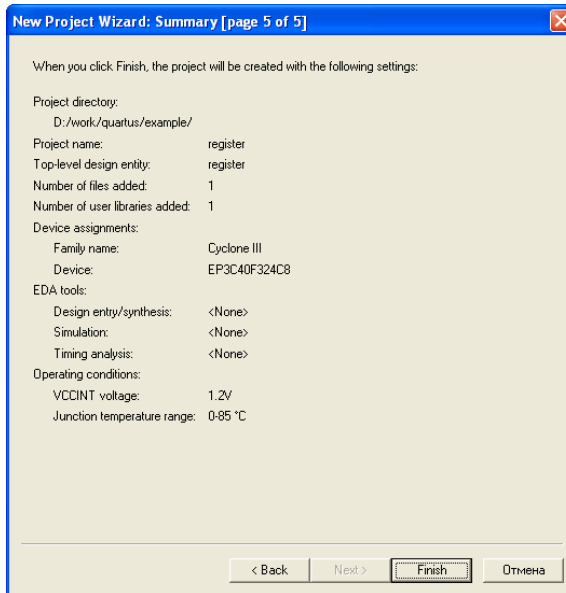 New Project Wizard: Summary [page 5 of 5]
When you click Finish, the project will be created with the following settings:
Project directory:
D:/work/quartus/example/
Project name: register
Top-level design entity: register
Number of files added: 1
Number of user libraries added: 1
Device assignments:
Family name: Cyclone III
Device: EP3C40F324C8
EDA tools:
Design entry/synthesis: <None>
Simulation: <None>
Timing analysis: <None>
Operating conditions:
VCCINT voltage: 1.2V
Junction temperature range: 0-85 °C
< Back Next > Finish Отмена